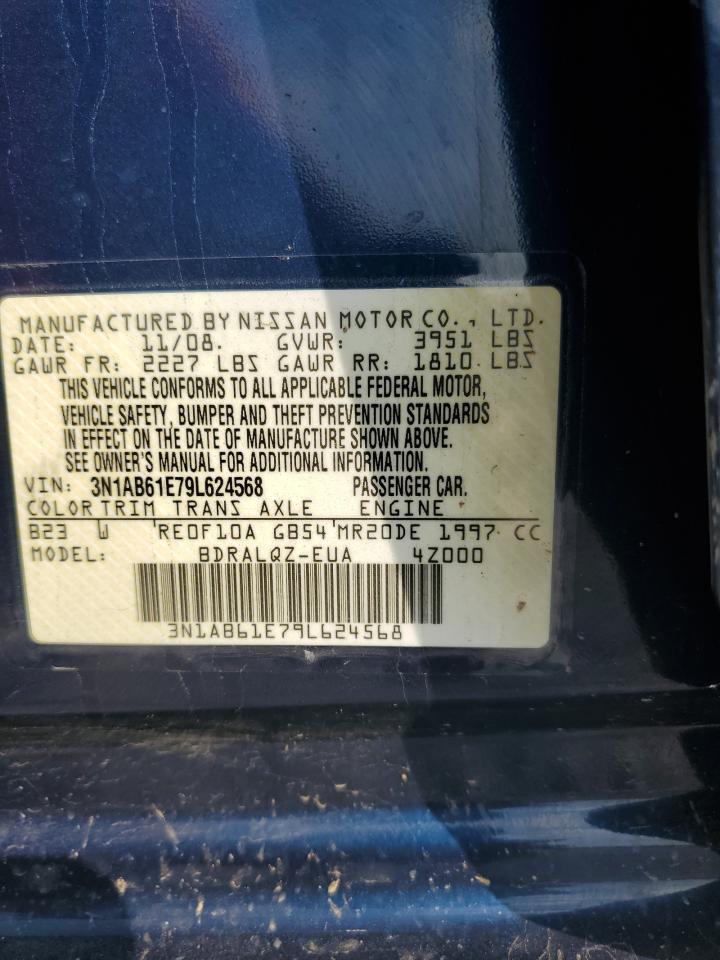 MANUFACTURED BY NISSAN MOTOR CO., LTD.
DATE: 11/08. GVWR: 3951 LBS
GAWR FR: 2227 LBS GAWR RR: 1810 LBS
THIS VEHICLE CONFORMS TO ALL APPLICABLE FEDERAL MOTOR,
VEHICLE SAFETY, BUMPER AND THEFT PREVENTION STANDARDS
IN EFFECT ON THE DATE OF MANUFACTURE SHOWN ABOVE.
SEE OWNER'S MANUAL FOR ADDITIONAL INFORMATION.
VIN: 3N1AB61E79L624568 PASSENGER CAR.
COLOR TRIM TRANS AXLE ENGINE
B23 W RE0F10A GB54 MR20DE 1997 CC
MODEL: BDRALQZ-EUA 4Z000
3N1AB61E79L624568